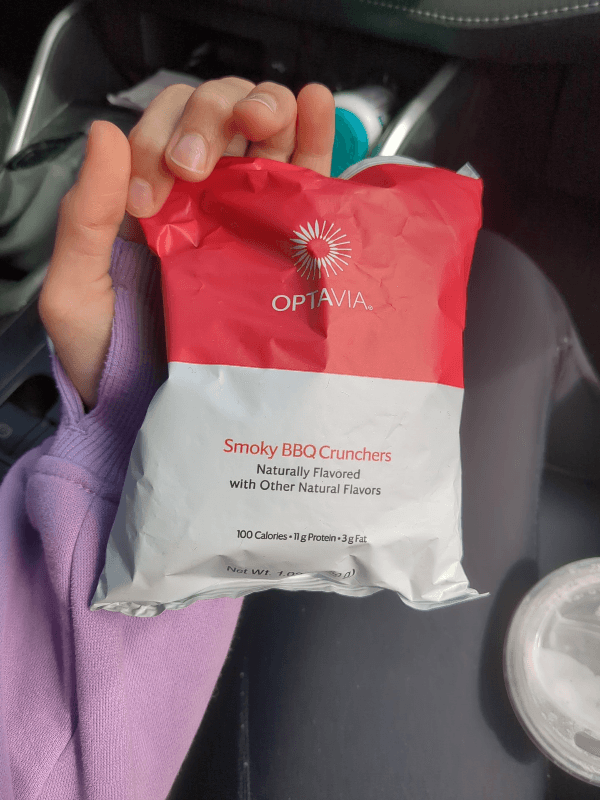 OPTAVIA®
Smoky BBQ Crunchers
Naturally Flavored
with Other Natural Flavors
100 Calories • 11 g Protein • 3 g Fat
Net Wt.